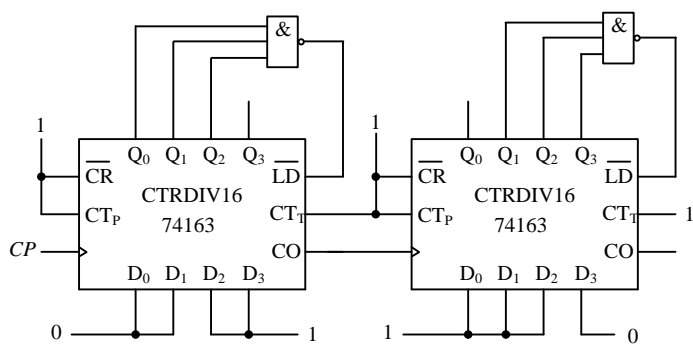 & &
1 1
Q0 Q1 Q2 Q3 Q0 Q1 Q2 Q3
CR LD CR LD
CTRDIV16 CTRDIV16
CTP 74163 CTT CTP 74163 CTT 1
CP CO CO
D0 D1 D2 D3 D0 D1 D2 D3
0 1 1 0